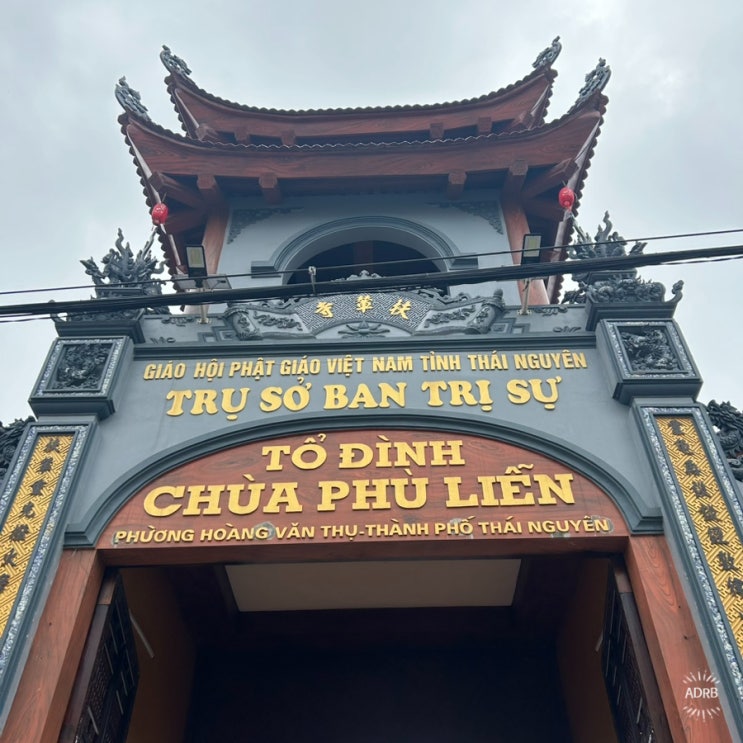 GIÁO HỘI PHẬT GIÁO VIỆT NAM TỈNH THÁI NGUYÊN
TRỤ SỞ BAN TRỊ SỰ
TỔ ĐÌNH
CHÙA PHÙ LIỄN
PHƯỜNG HOÀNG VĂN THỤ-THÀNH PHỐ THÁI NGUYÊN
ADRB